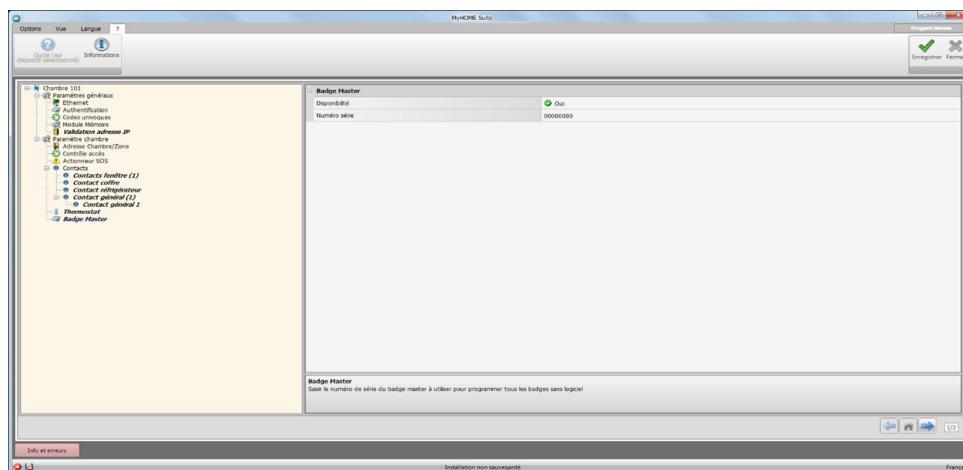 MyHOME Suite
Options Vue Langue ?
Guide (sur dispositif sélectionné)
Informations
Enregistrer Ferme
Chambre 101
Paramètres généraux
Ethernet
Authentification
Codes univoques
Module Mémoire
Validation adresse IP
Paramètre chambre
Adresse Chambre/Zone
Contrôle accès
Actionneur SOS
Contacts
Contacts fenêtre (1)
Contact coffre
Contact réfrigérateur
Contact général (1)
Contact général 1
Thermostat
Badge Master
Badge Master
Disponibilité Oui
Numéro série 00000000
Badge Master
Saisir le numéro de série du badge master à utiliser pour programmer tous les badges sans logiciel
1/2
Info et erreurs
Installation non sauvegardé
França